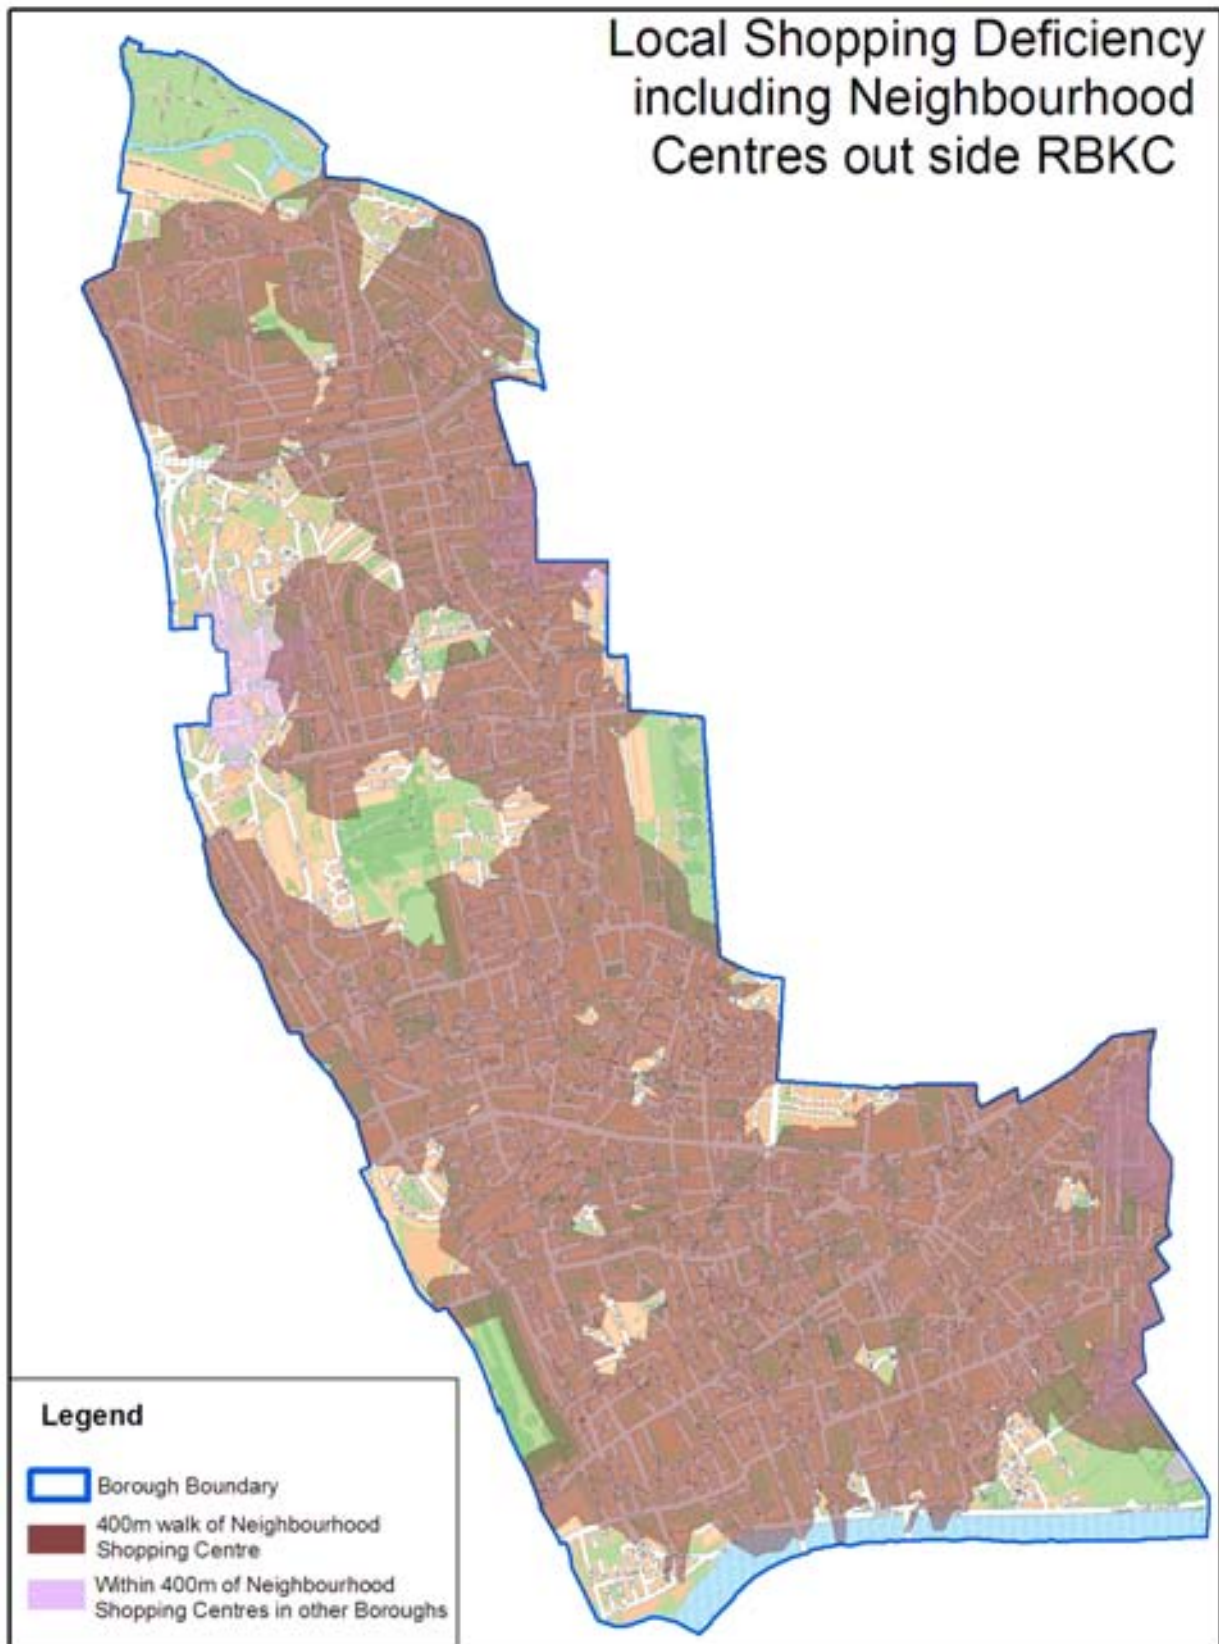 Local Shopping Deficiency
including Neighbourhood
Centres out side RBKC
Legend
Borough Boundary
400m walk of Neighbourhood
Shopping Centre
Within 400m of Neighbourhood
Shopping Centres in other Boroughs